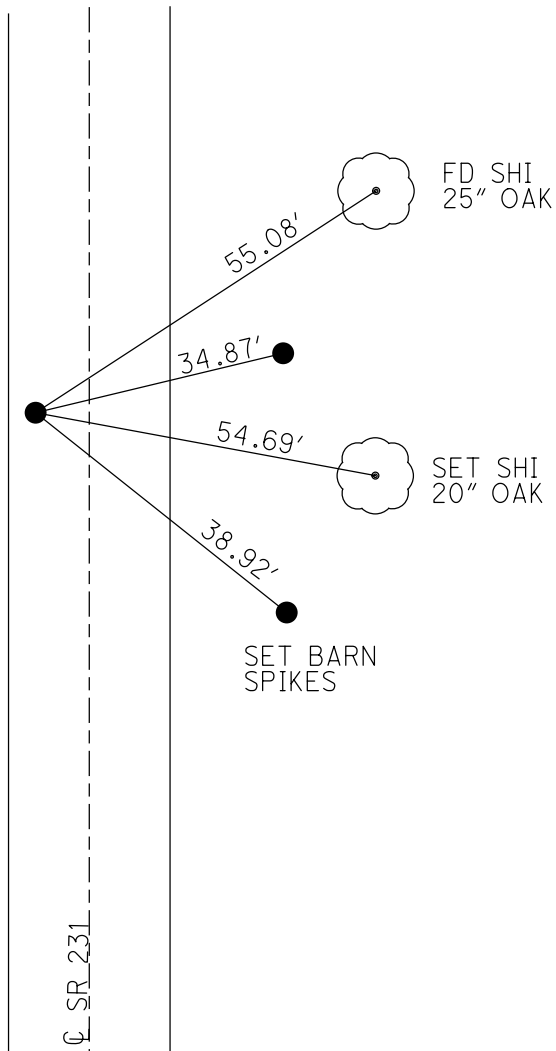 FD SHI
25" OAK
55.08'
34.87'
54.69'
SET SHI
20" OAK
38.92'
SET BARN
SPIKES
℄ SR 231